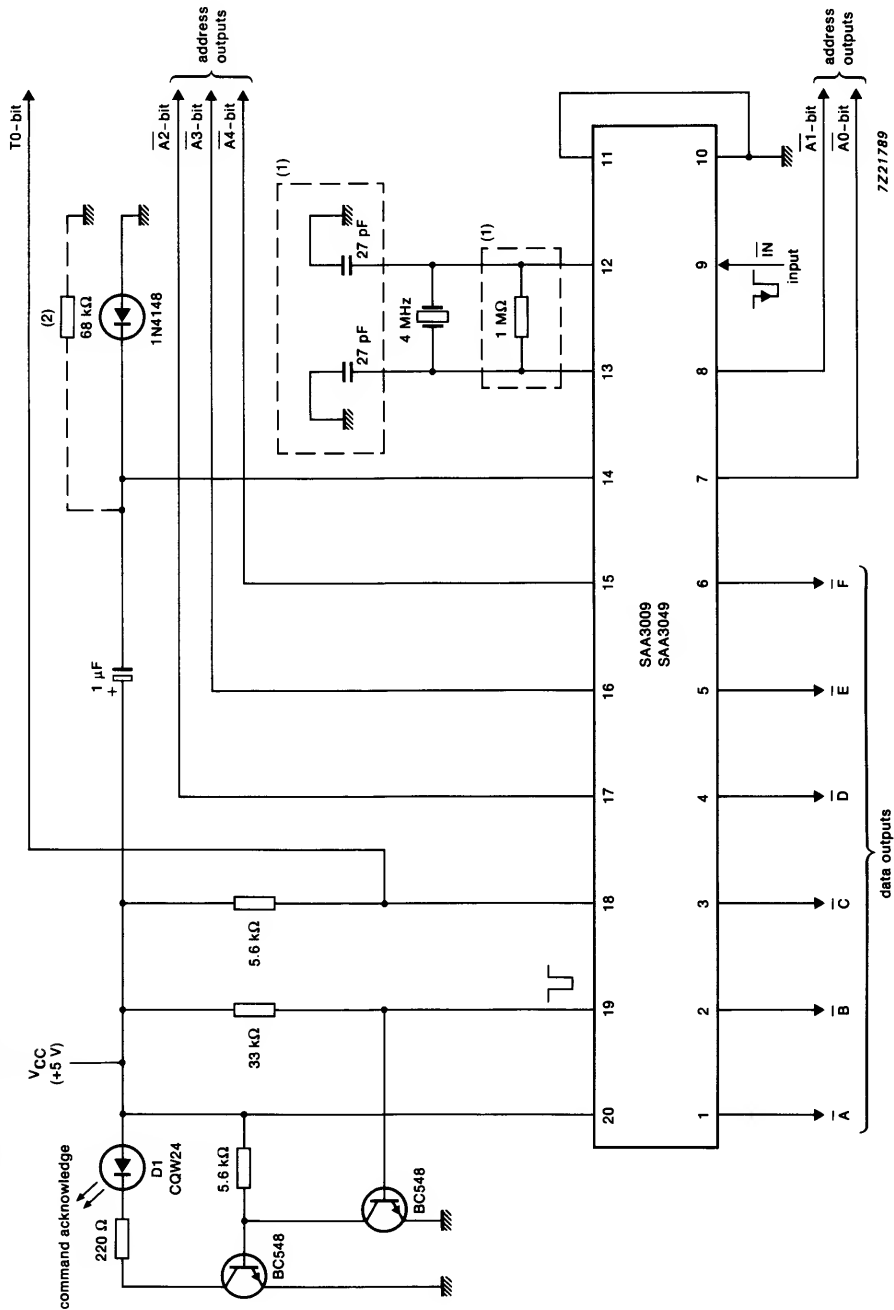 T0-bit
A2-bit
A3-bit
A4-bit
address
outputs
(1)
(2)
68 kΩ
1N4148
27 pF
27 pF
4 MHz
(1)
1 MΩ
1 µF
+
VCC
(+5 V)
command acknowledge
D1
CQW24
220 Ω
5.6 kΩ
BC548
BC548
33 kΩ
5.6 kΩ
20
19
18
17
16
15
14
13
12
11
SAA3009
SAA3049
1
2
3
4
5
6
7
8
9
10
A
B
C
D
E
F
data outputs
IN
input
A1-bit
A0-bit
address
outputs
7Z21789